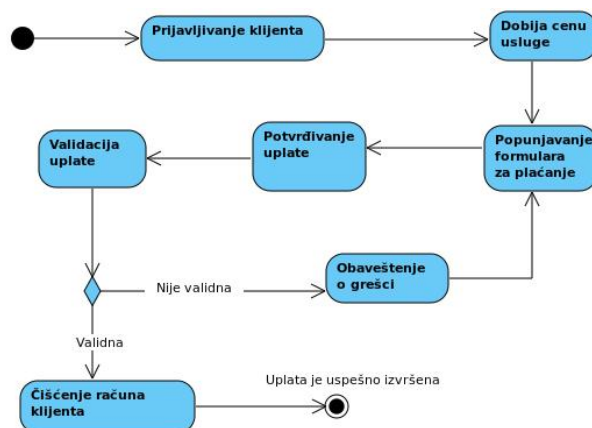 Prijavljivanje klijenta
Dobija cenu
usluge
Validacija
uplate
Potvrđivanje
uplate
Popunjavanje
formulara
za plaćanje
Nije validna
Obaveštenje
o grešci
Validna
Čišćenje računa
klijenta
Uplata je uspešno izvršena